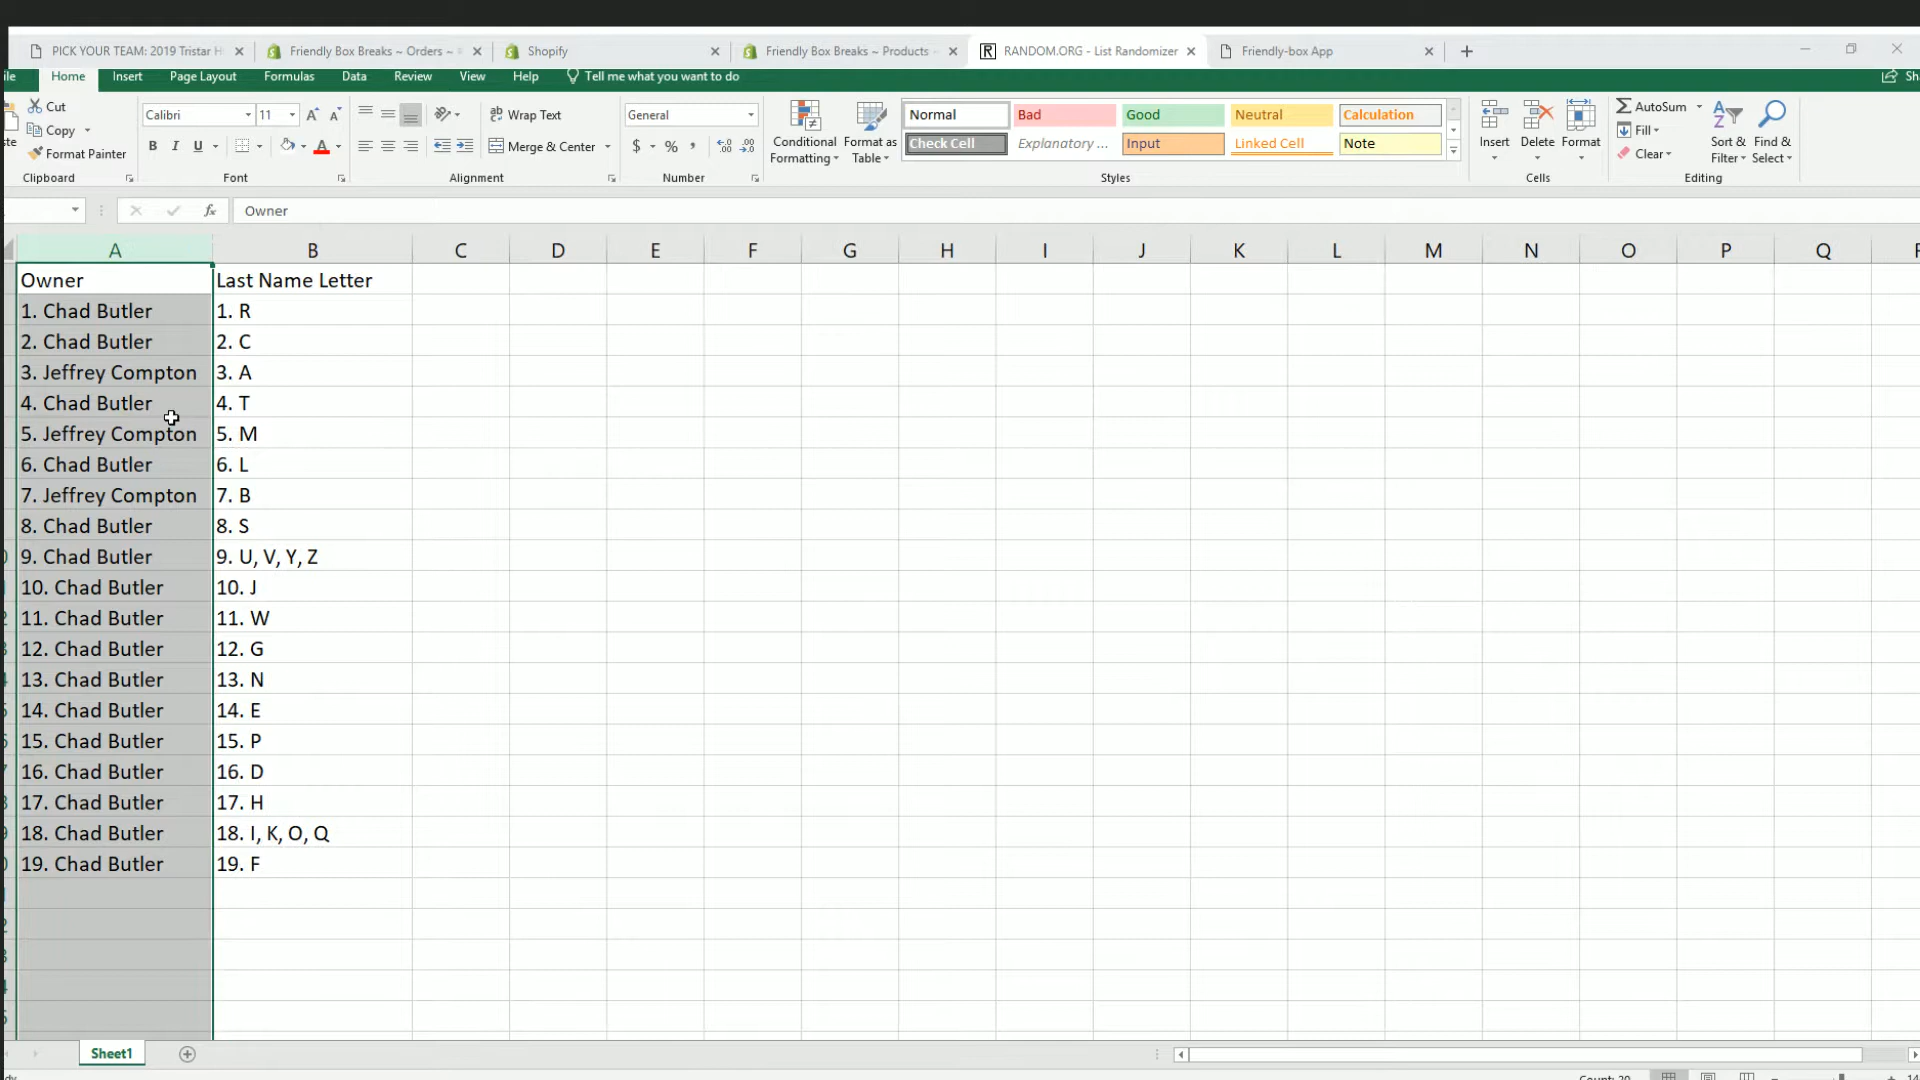 PICK YOUR TEAM: 2019 Tristar H
Friendly Box Breaks ~ Orders ~
Shopify
Friendly Box Breaks ~ Products
RANDOM.ORG - List Randomizer
Friendly-box App
ile Home Insert Page Layout Formulas Data Review View Help Tell me what you want to do Sha
Cut
Copy
Format Painter
ste
Clipboard
Calibri 11
B I U
Font
Wrap Text
Merge & Center
Alignment
General
$ % ,
Number
Conditional Formatting
Format as Table
Normal Bad Good Neutral Calculation
Check Cell Explanatory ... Input Linked Cell Note
Styles
Insert Delete Format
Cells
AutoSum
Fill
Clear
Sort & Filter
Find & Select
Editing
fx Owner
A B C D E F G H I J K L M N O P Q
Owner Last Name Letter
1. Chad Butler 1. R
2. Chad Butler 2. C
3. Jeffrey Compton 3. A
4. Chad Butler 4. T
5. Jeffrey Compton 5. M
6. Chad Butler 6. L
7. Jeffrey Compton 7. B
8. Chad Butler 8. S
9. Chad Butler 9. U, V, Y, Z
10. Chad Butler 10. J
11. Chad Butler 11. W
12. Chad Butler 12. G
13. Chad Butler 13. N
14. Chad Butler 14. E
15. Chad Butler 15. P
16. Chad Butler 16. D
17. Chad Butler 17. H
18. Chad Butler 18. I, K, O, Q
19. Chad Butler 19. F
Sheet1
Count: 20